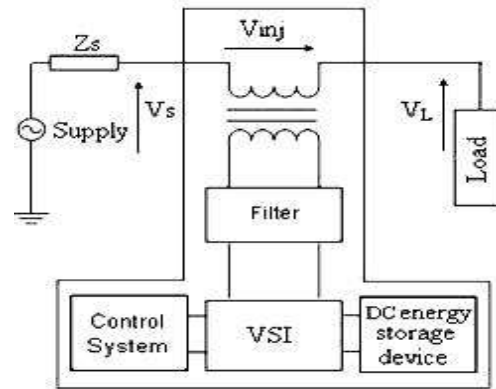 Zs
Vinj
Vs
VL
Supply
Load
Filter
Control
System
VSI
DC energy
storage
device